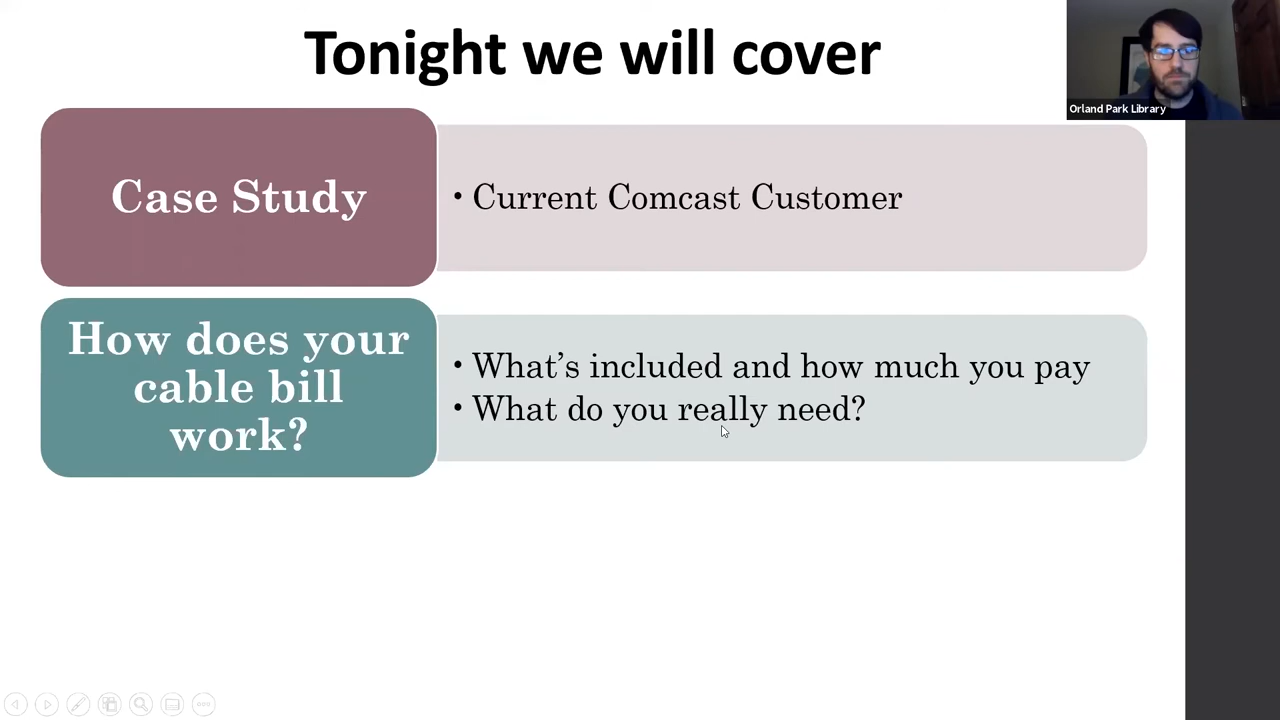 Tonight we will cover
Orland Park Library
Case Study
• Current Comcast Customer
How does your
cable bill
work?
• What’s included and how much you pay
• What do you really need?